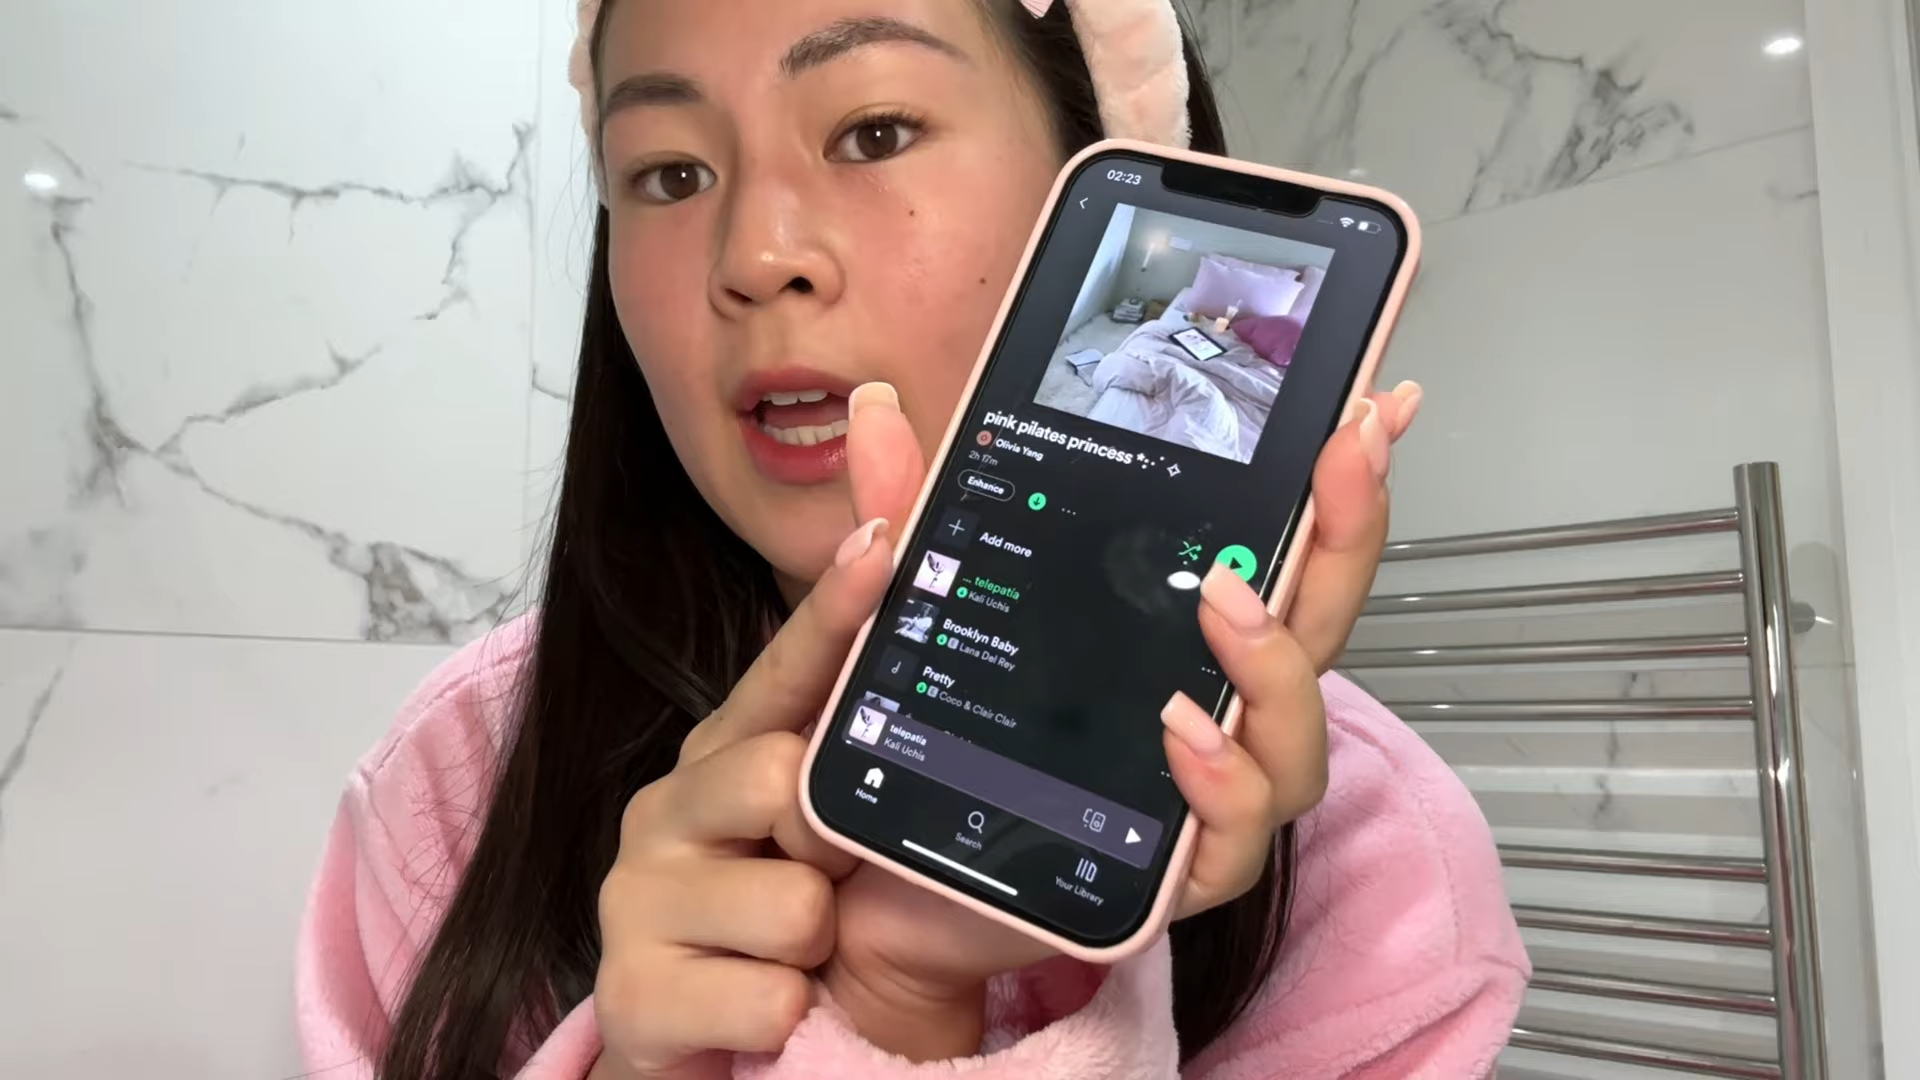 02:23
pink pilates princess *:･ﾟ✧
Olivia Yang
2h 17m
Enhance
Add more
... telepatía
Kali Uchis
Brooklyn Baby
E Lana Del Rey
Pretty
E Coco & Clair Clair
telepatía
Kali Uchis
Home
Search
Your Library